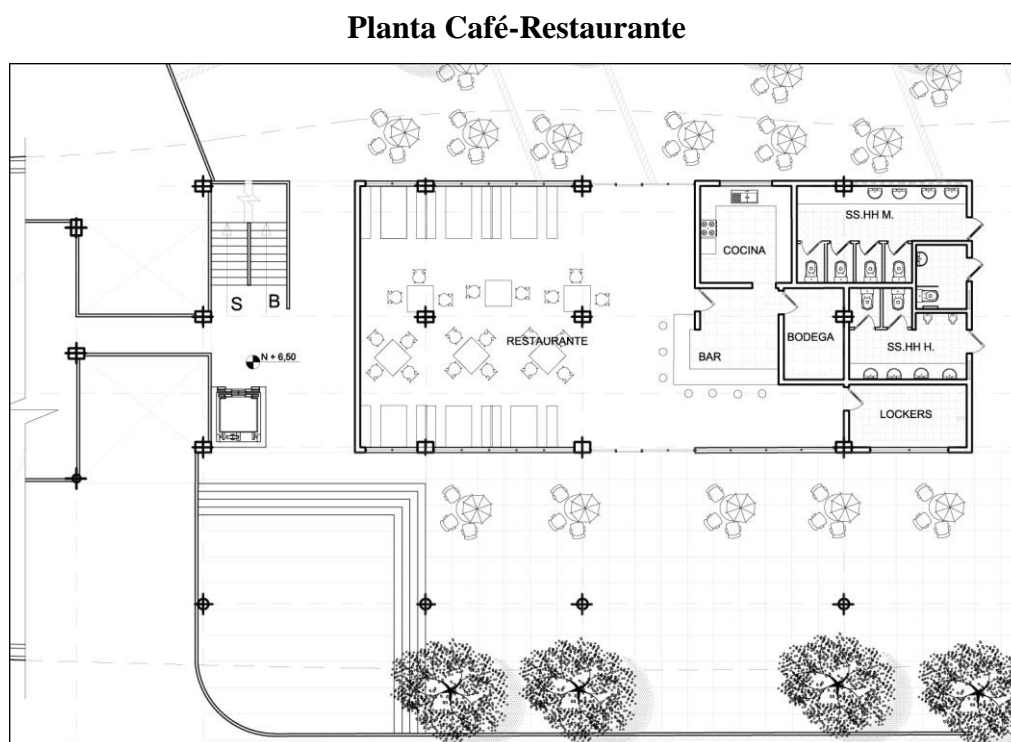 Planta Café-Restaurante
SS.HH M.
COCINA
S B
RESTAURANTE
BODEGA
SS.HH H.
N + 6,50
BAR
LOCKERS